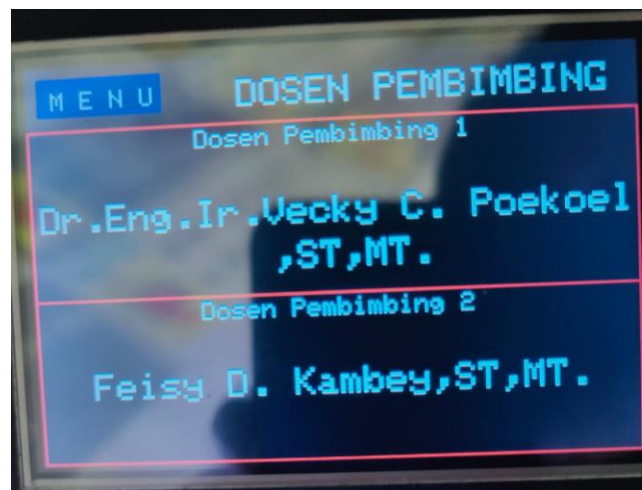 MENU
DOSEN PEMBIMBING
Dosen Pembimbing 1
Dr.Eng.Ir.Vecky C. Poekoel
,ST,MT.
Dosen Pembimbing 2
Feisy D. Kambey,ST,MT.